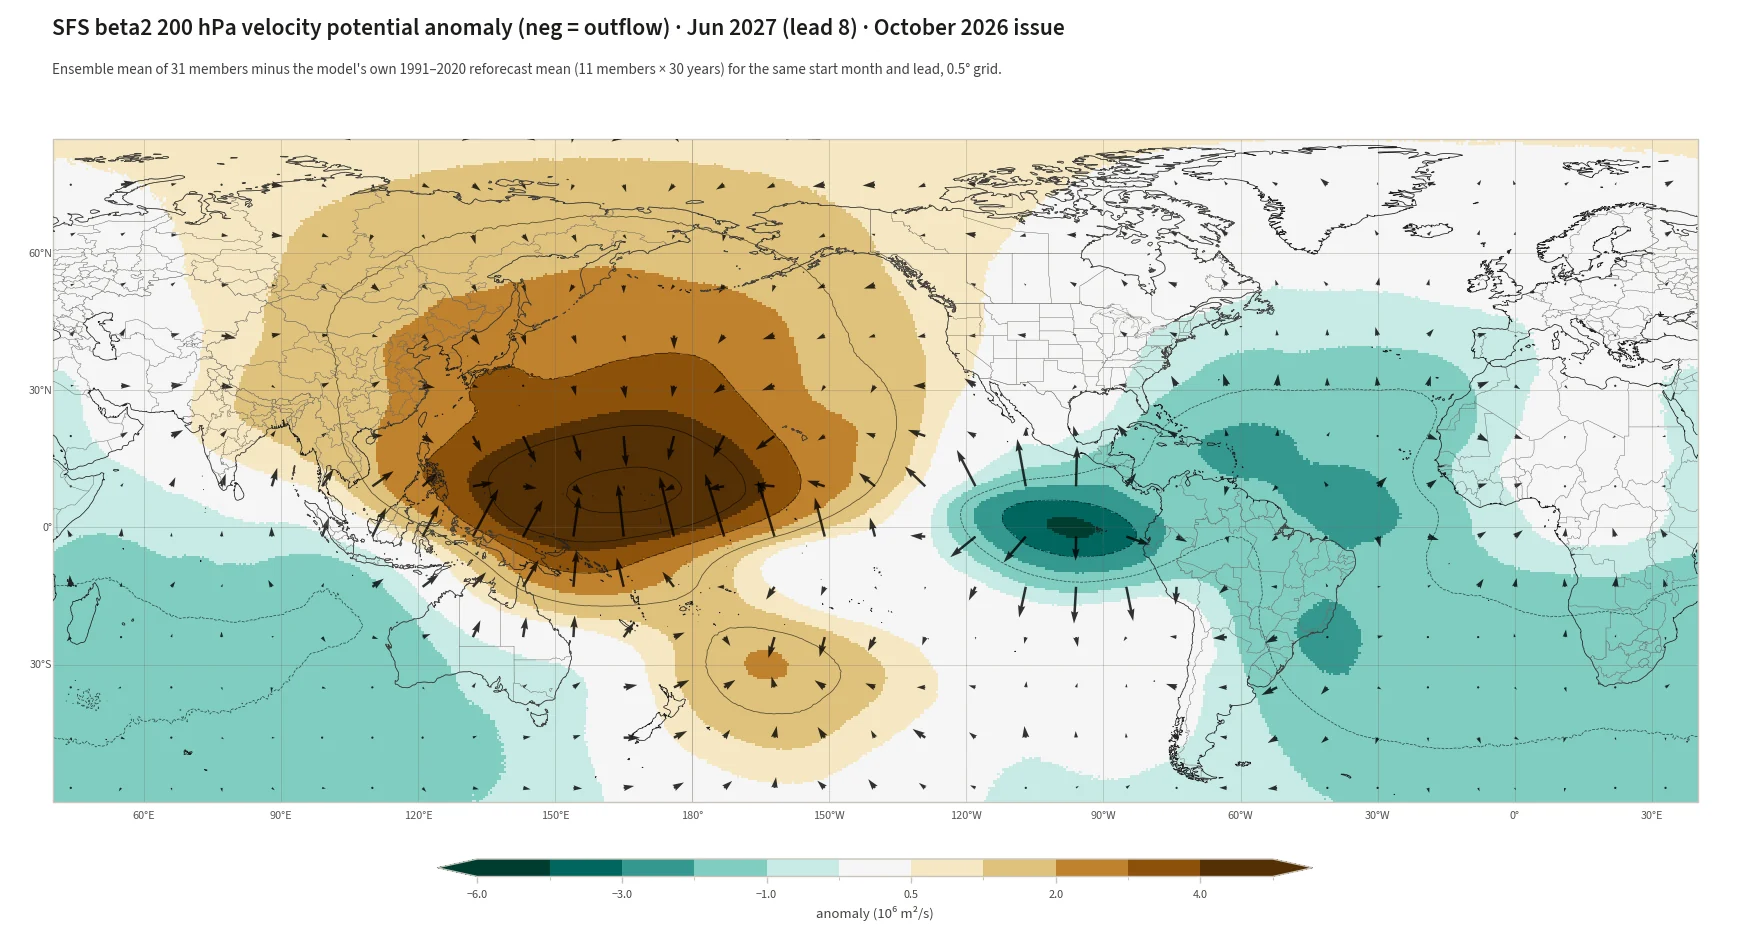 SFS beta2 200 hPa velocity potential anomaly (neg = outflow) · Jun 2027 (lead 8) · October 2026 issue
Ensemble mean of 31 members minus the model's own 1991–2020 reforecast mean (11 members × 30 years) for the same start month and lead, 0.5° grid.
60°N
30°N
0°
30°S
60°E 90°E 120°E 150°E 180° 150°W 120°W 90°W 60°W 30°W 0° 30°E
−6.0 −3.0 −1.0 0.5 2.0 4.0
anomaly (10⁶ m²/s)